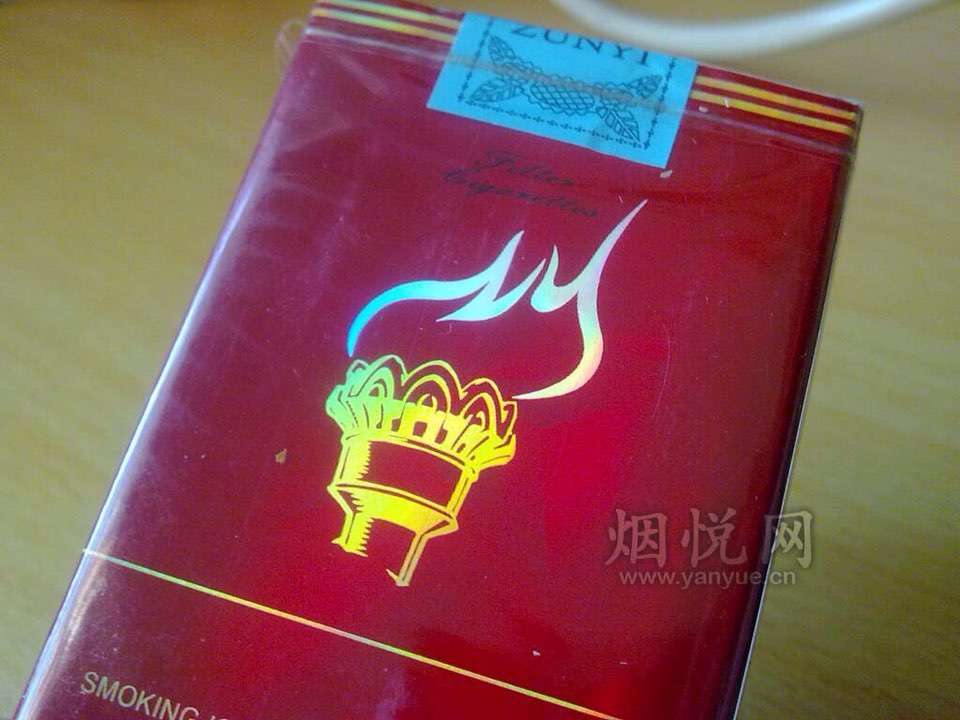 ZUNYI
Filter
Cigarettes
烟悦网
www.yanyue.cn
SMOKING